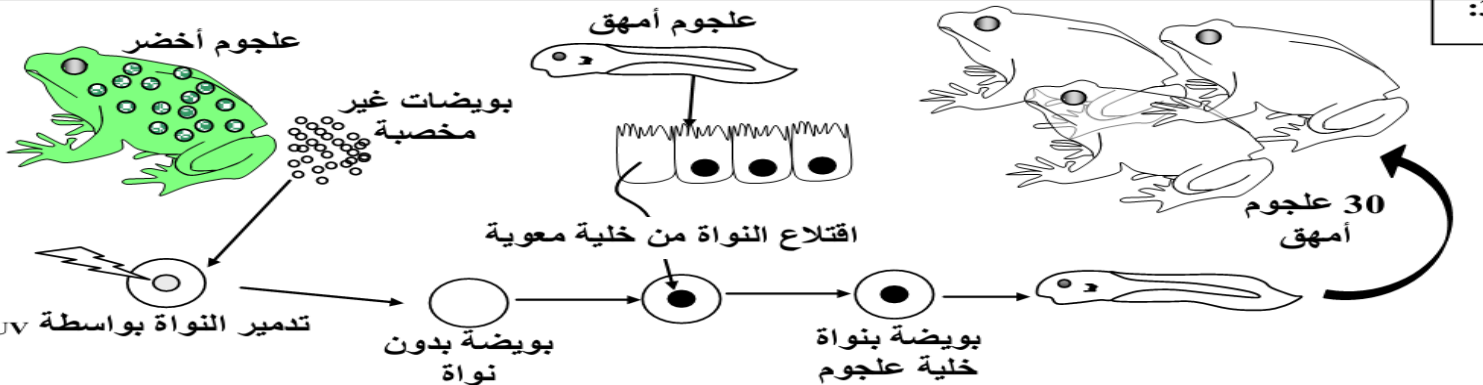 علجوم أخضر
بويضات غير
مخصبة
علجوم أمهق
اقتلاع النواة من خلية معوية
30 علجوم
أمهق
تدمير النواة بواسطة UV
بويضة بدون
نواة
بويضة بنواة
خلية علجوم